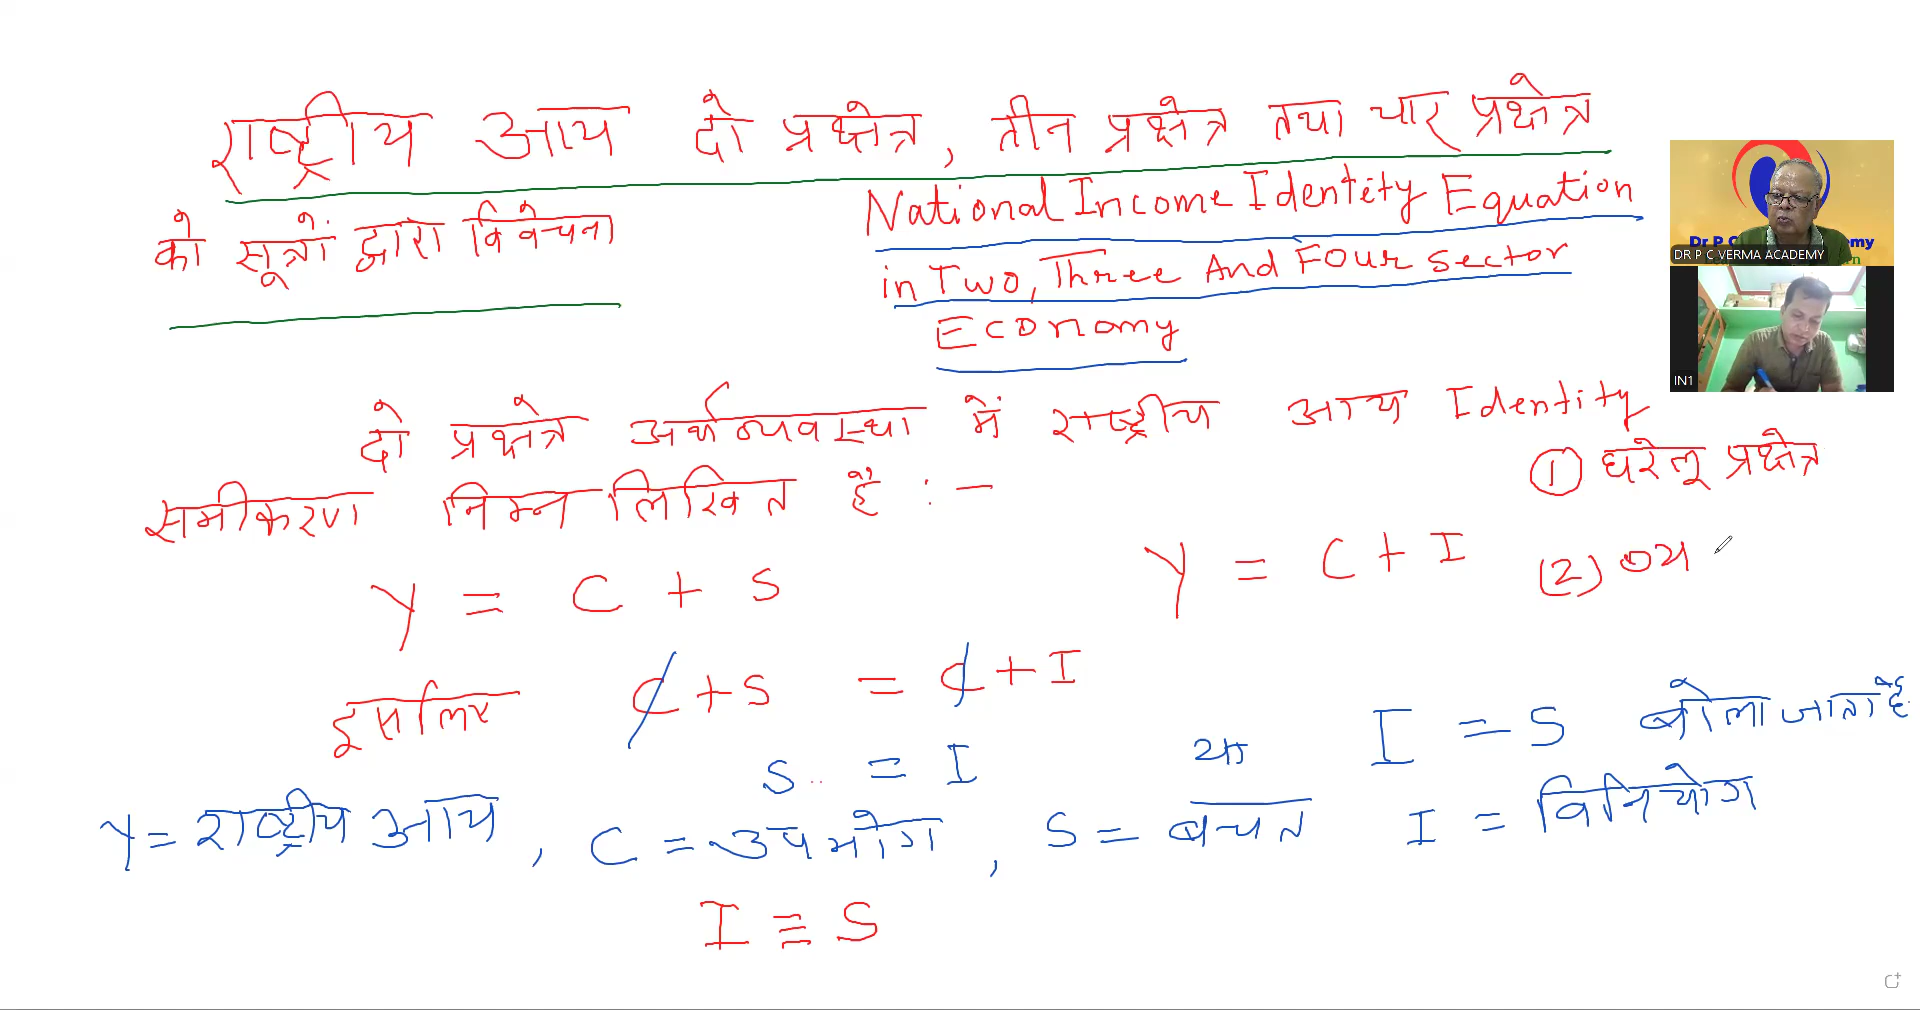 राष्ट्रीय आय दो प्रक्षेत्र, तीन प्रक्षेत्र तथा चार प्रक्षेत्र
को सूत्रों द्वारा विवेचना
National Income Identity Equation
in Two, Three And Four sector
Economy
DR P C VERMA ACADEMY
IN1
दो प्रक्षेत्रे अर्थव्यवस्था में राष्ट्रीय आय Identity
समीकरण निम्न लिखित है :-
① घरेलू प्रक्षेत्र
Y = C + S
Y = C + I
(2) व्य
इसलिए C + S = C + I
S = I या I = S बोला जाता है
Y = राष्ट्रीय आय, C = उपभोग, S = बचत I = विनियोग
I ≡ S